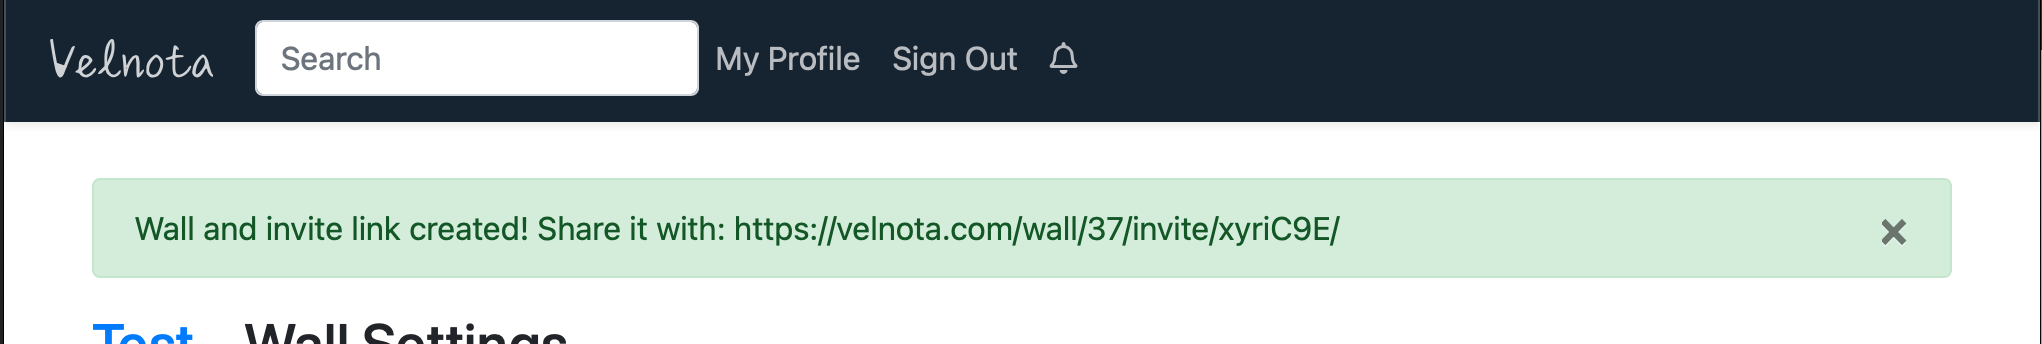 Velnota Search My Profile Sign Out
Wall and invite link created! Share it with: https://velnota.com/wall/37/invite/xyriC9E/ ×
Test Wall Settings